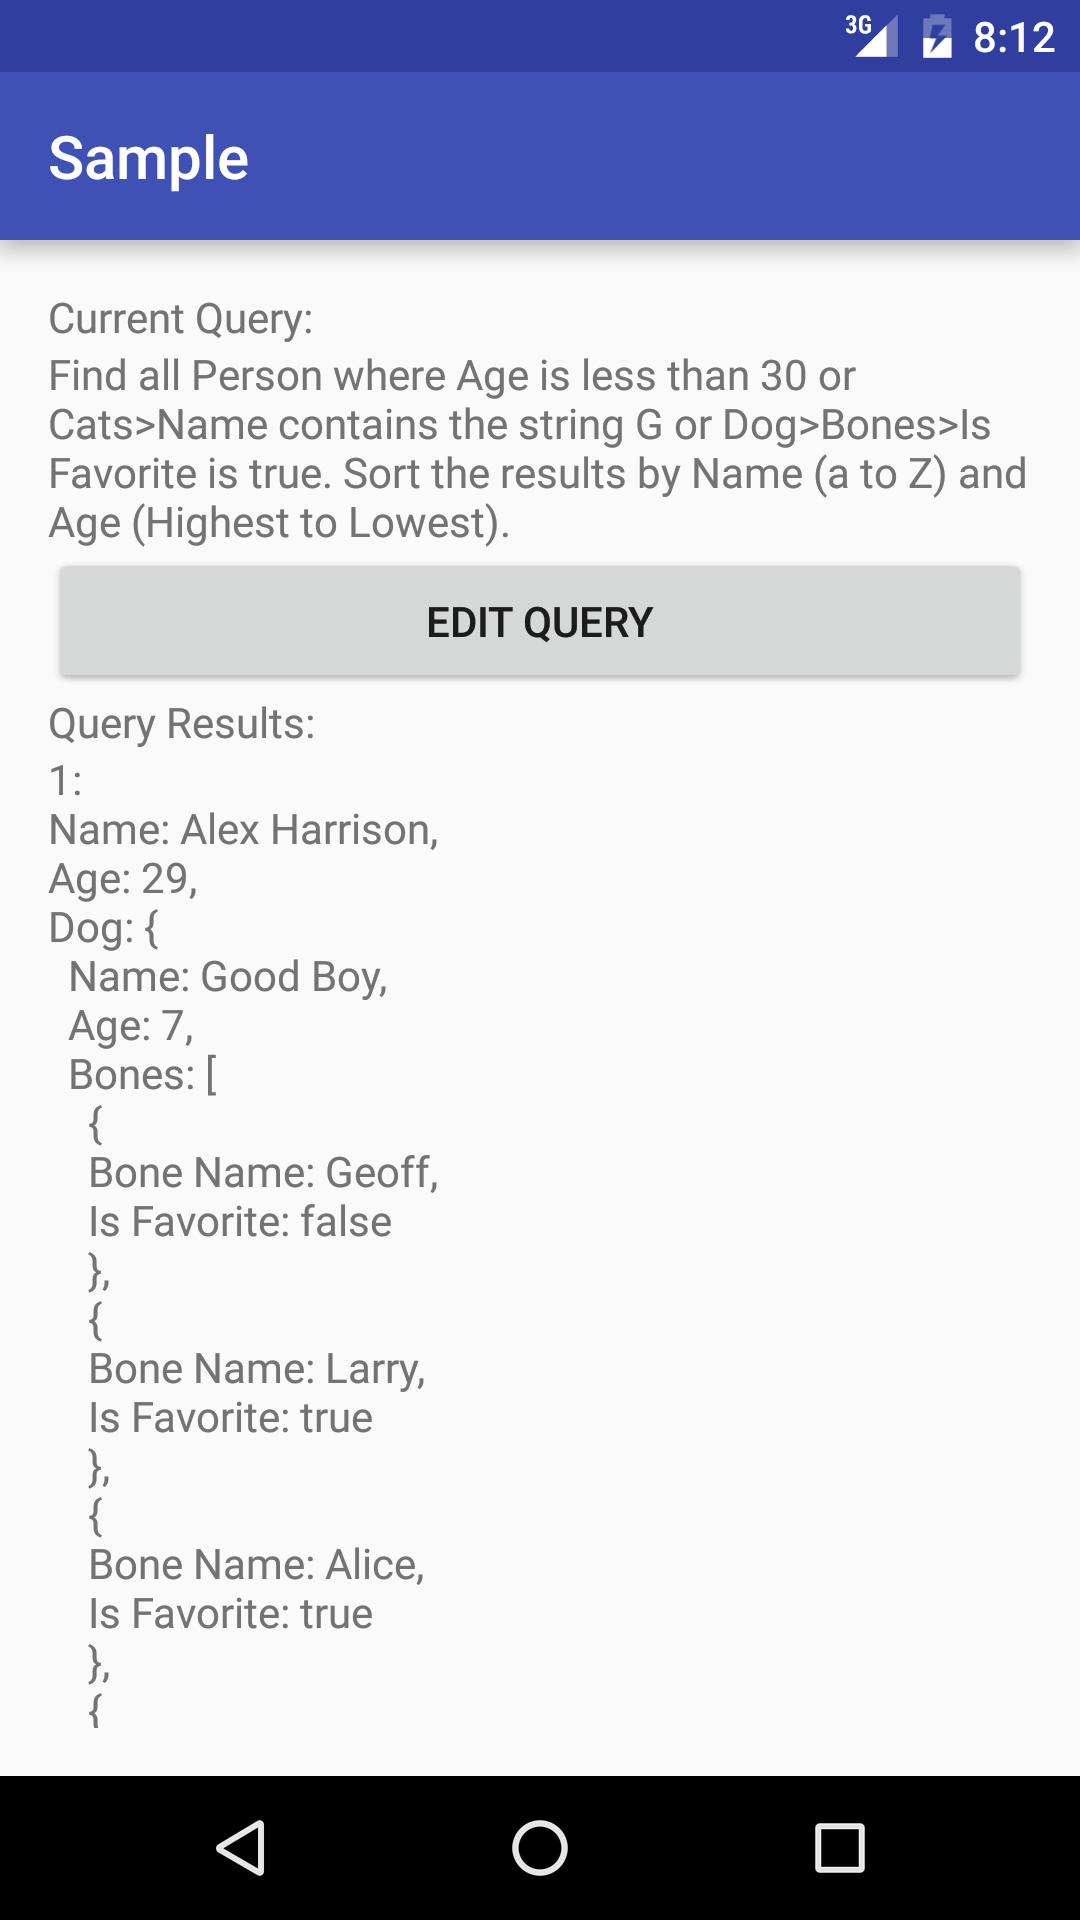 3G 8:12
Sample
Current Query:
Find all Person where Age is less than 30 or
Cats>Name contains the string G or Dog>Bones>Is
Favorite is true. Sort the results by Name (a to Z) and
Age (Highest to Lowest).
EDIT QUERY
Query Results:
1:
Name: Alex Harrison,
Age: 29,
Dog: {
Name: Good Boy,
Age: 7,
Bones: [
{
Bone Name: Geoff,
Is Favorite: false
},
{
Bone Name: Larry,
Is Favorite: true
},
{
Bone Name: Alice,
Is Favorite: true
},
{